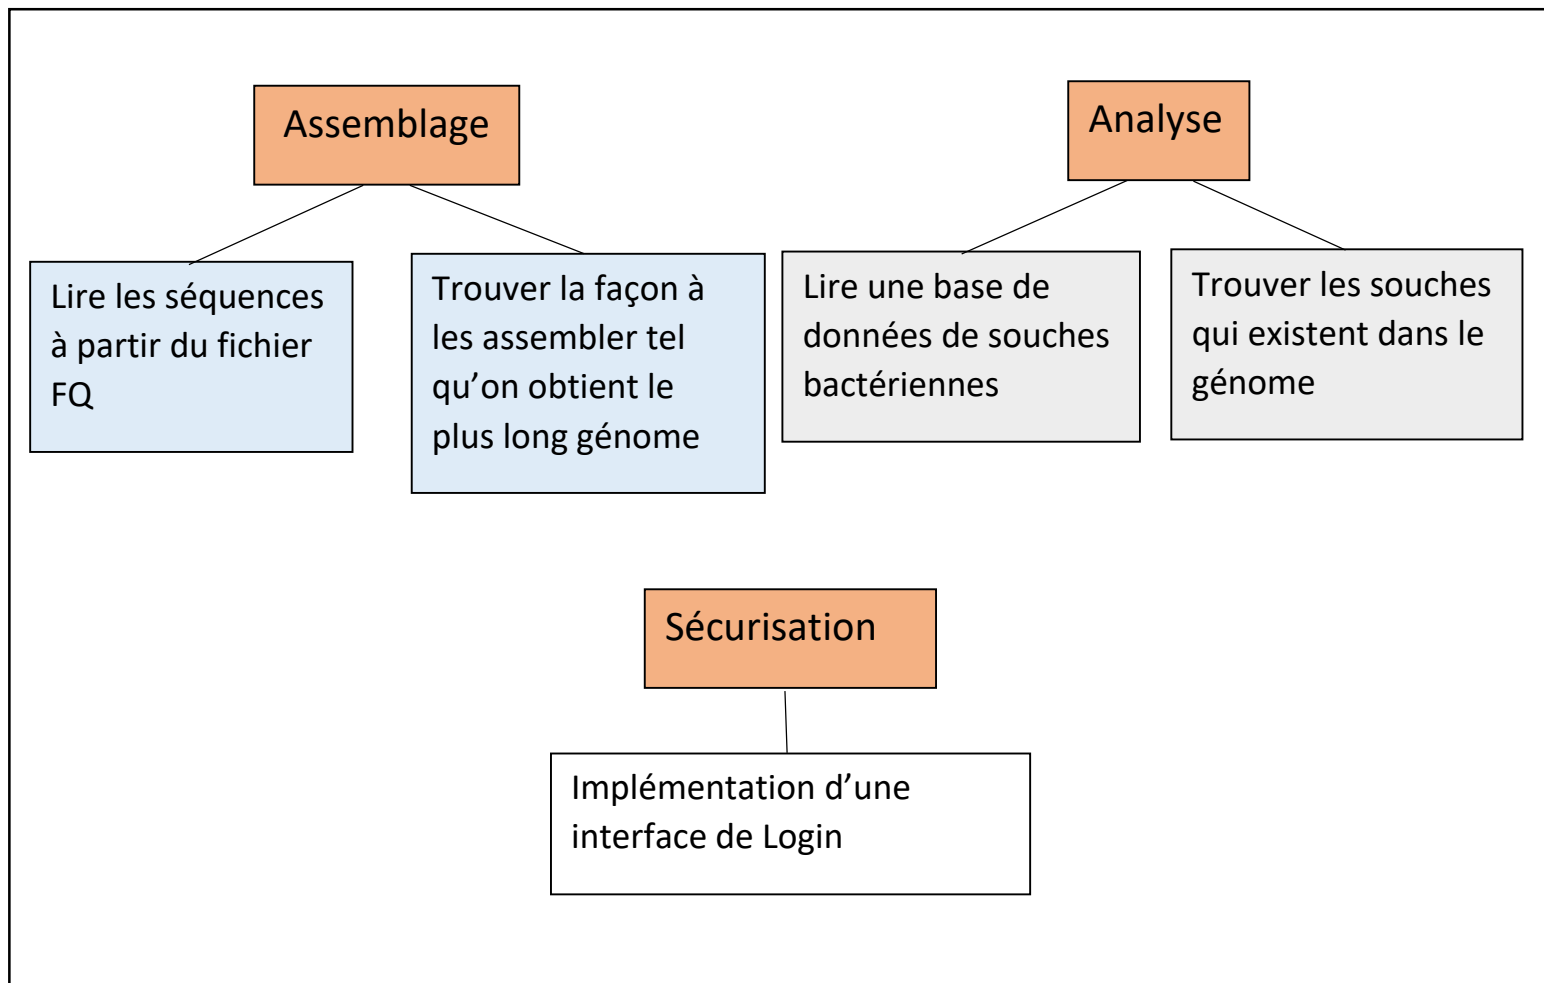 Assemblage
Analyse
Lire les séquences
à partir du fichier
FQ
Trouver la façon à
les assembler tel
qu’on obtient le
plus long génome
Lire une base de
données de souches
bactériennes
Trouver les souches
qui existent dans le
génome
Sécurisation
Implémentation d’une
interface de Login